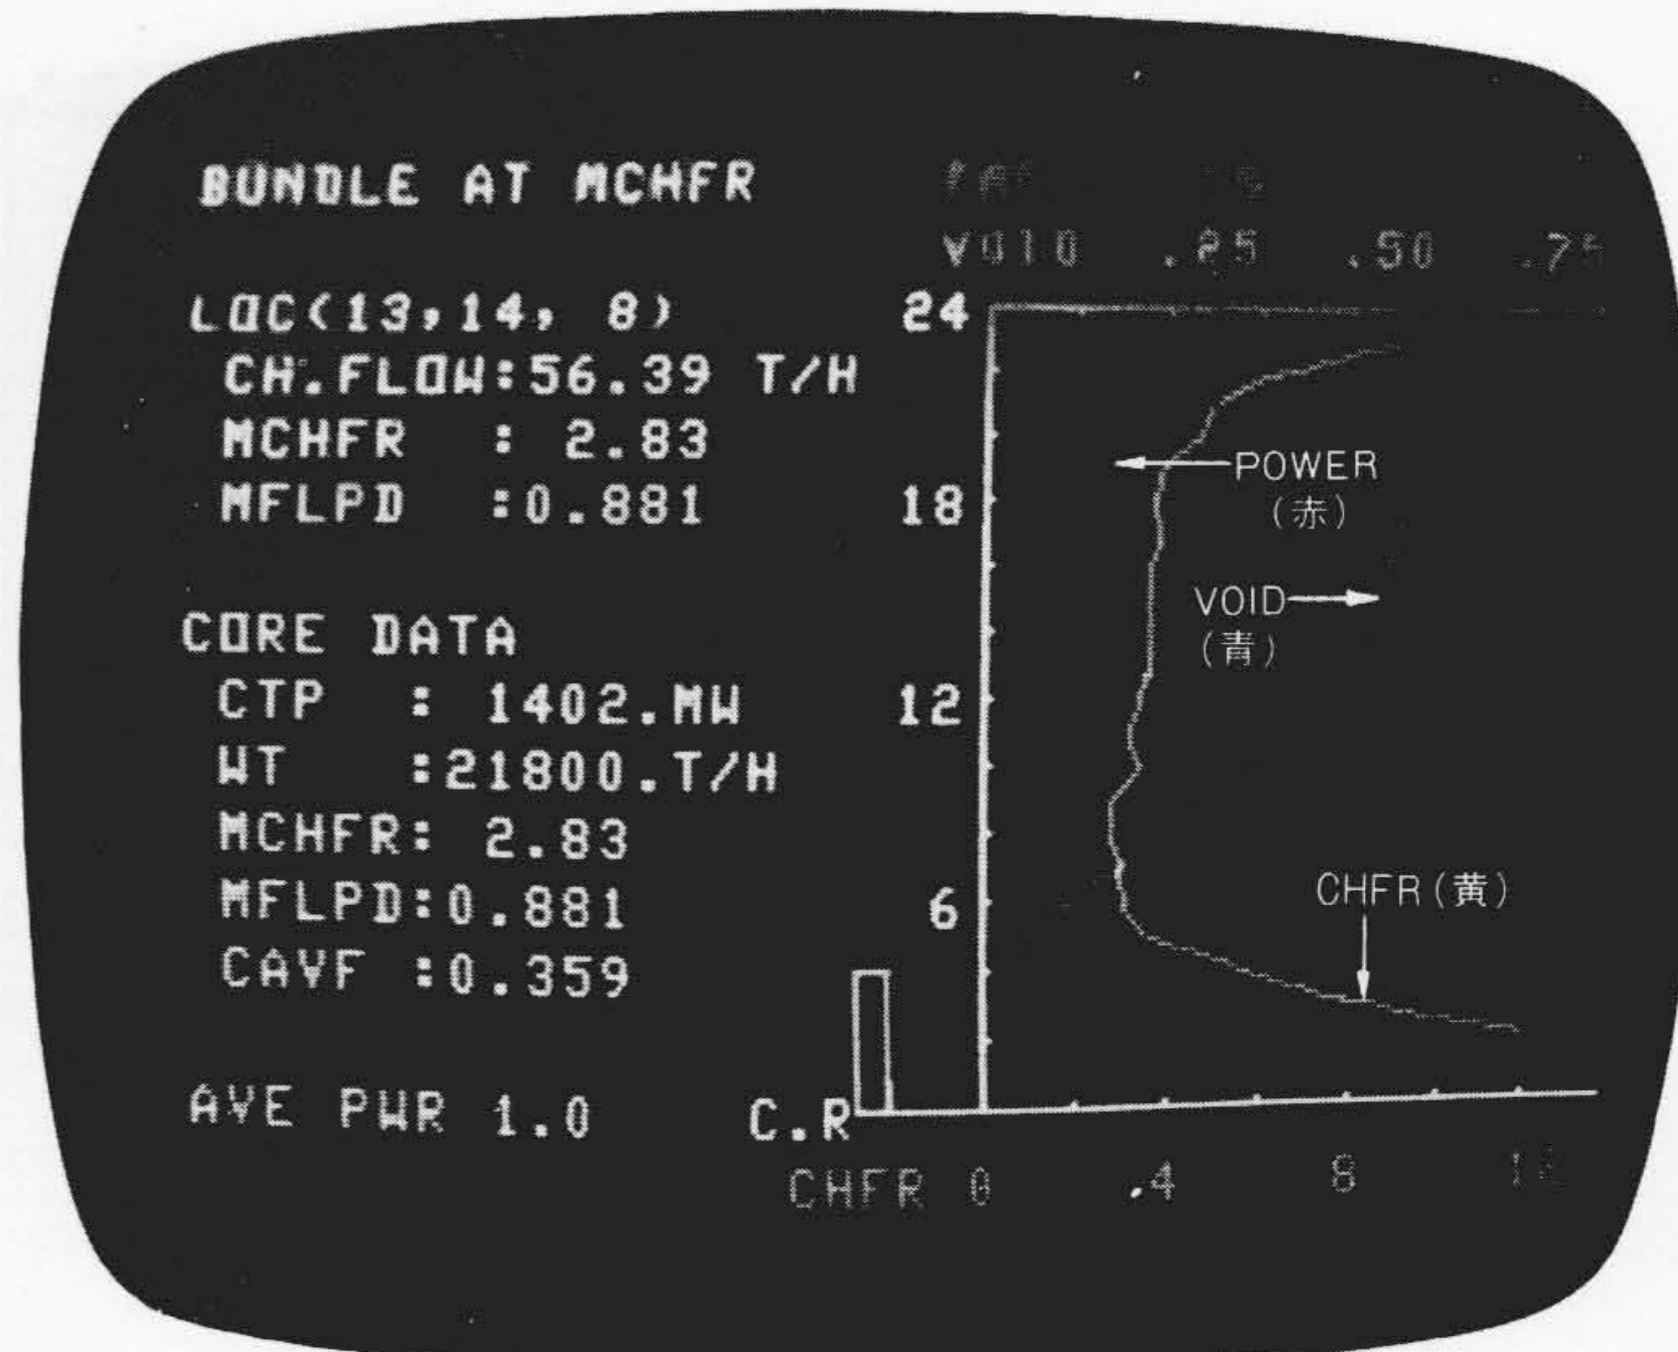 BUNDLE AT MCHFR
LOC(13,14, 8)
CH.FLOW:56.39 T/H
MCHFR : 2.83
MFLPD :0.881
CORE DATA
CTP : 1402.MW
WT :21800.T/H
MCHFR: 2.83
MFLPD:0.881
CAVF :0.359
AVE PWR 1.0
VOID .25 .50 .75
24
18
12
6
POWER
(赤)
VOID
(青)
CHFR(黄)
C.R
CHFR 0 .4 8